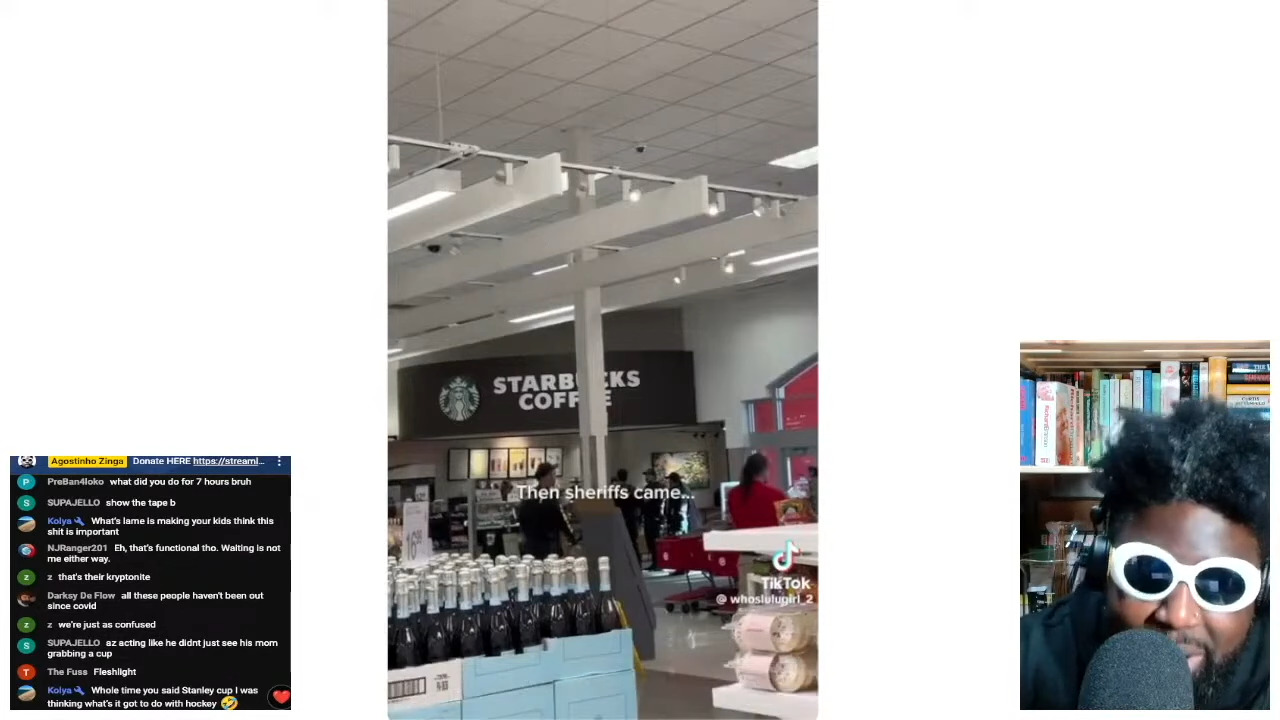 STARBUCKS
COFFEE
Then sheriffs came...
TikTok
@ whoslulugirl_2
Agostinho Zinga Donate HERE https://streaml...
P PreBan4loko what did you do for 7 hours bruh
S SUPAJELLO show the tape b
Kolya What's lame is making your kids think this
shit is important
NJRanger201 Eh, that's functional tho. Waiting is not
me either way.
z z that's their kryptonite
Darksy De Flow all these people haven't been out
since covid
z z we're just as confused
S SUPAJELLO az acting like he didnt just see his mom
grabbing a cup
T The Fuss Fleshlight
Kolya Whole time you said Stanley cup I was
thinking what's it got to do with hockey 🤣